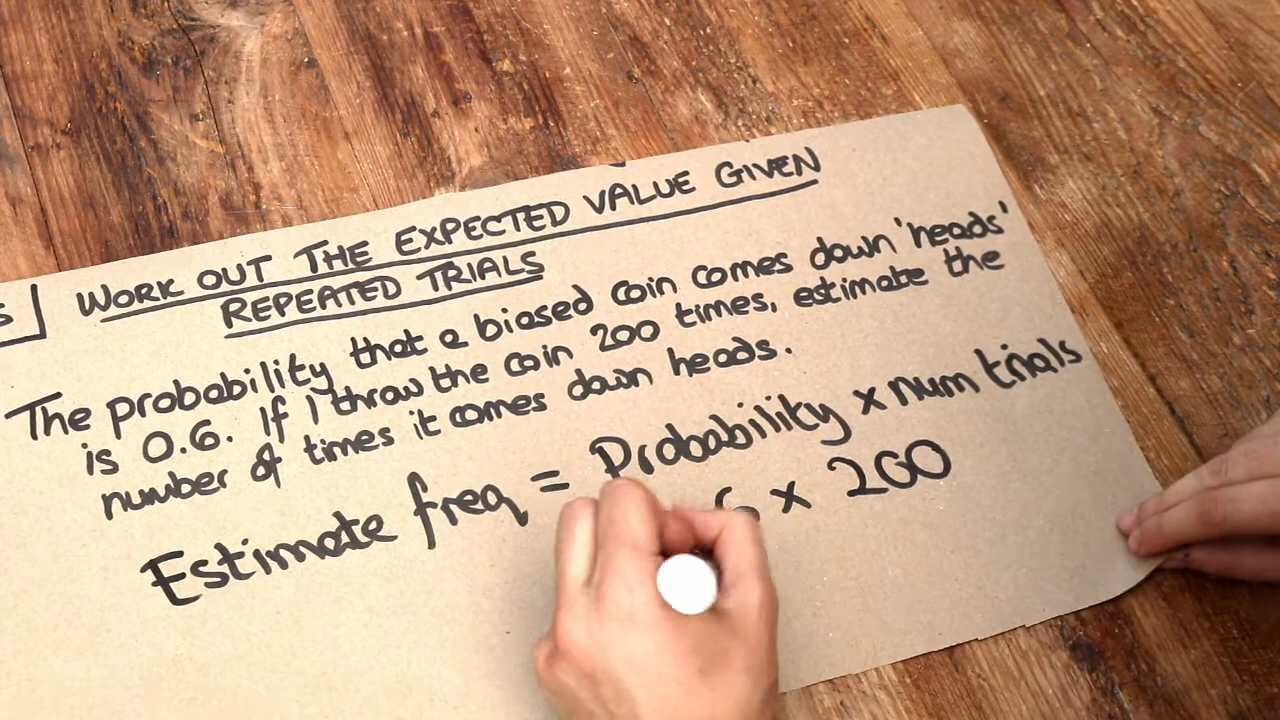 WORK OUT THE EXPECTED VALUE GIVEN
REPEATED TRIALS
The probability that a biased coin comes down 'heads'
is 0.6. If I throw the coin 200 times, estimate the
number of times it comes down heads.
Estimate freq = Probability x num trials
6 x 200